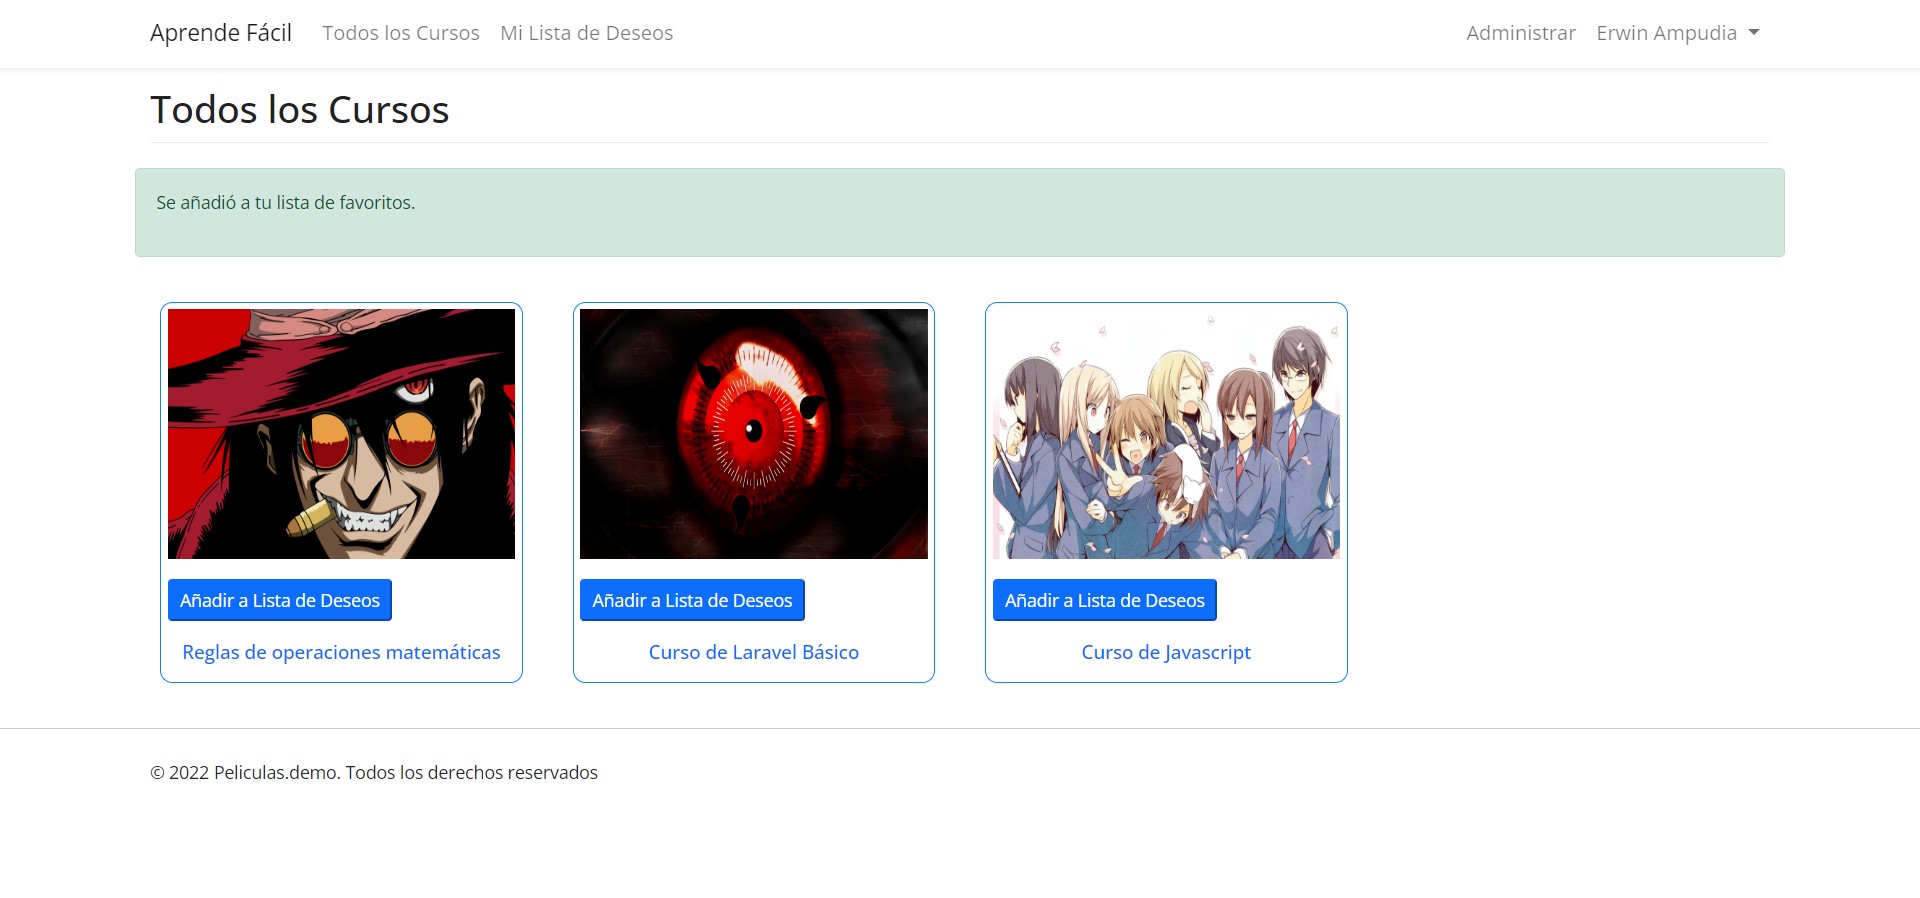 Aprende Fácil Todos los Cursos Mi Lista de Deseos Administrar Erwin Ampudia
Todos los Cursos
Se añadió a tu lista de favoritos.
Añadir a Lista de Deseos Añadir a Lista de Deseos Añadir a Lista de Deseos
Reglas de operaciones matemáticas Curso de Laravel Básico Curso de Javascript
© 2022 Peliculas.demo. Todos los derechos reservados